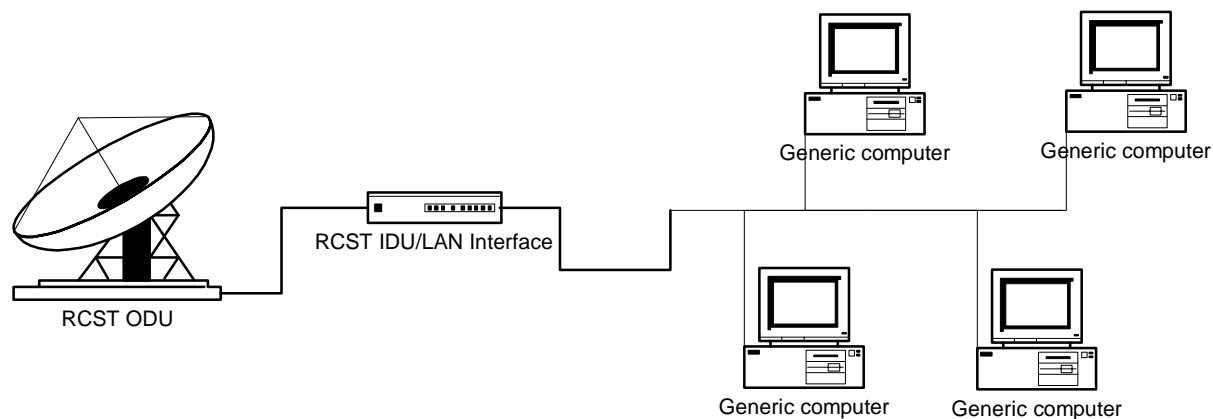 Generic computer
Generic computer
RCST IDU/LAN Interface
RCST ODU
Generic computer
Generic computer